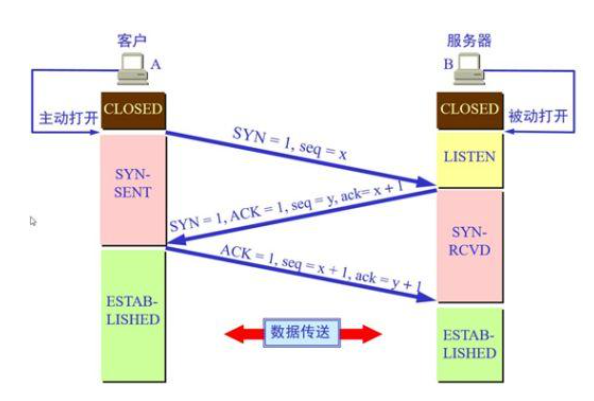 客户
服务器
A
B
CLOSED
CLOSED
主动打开
被动打开
SYN = 1, seq = x
LISTEN
SYN-
SENT
SYN = 1, ACK = 1, seq = y, ack= x + 1
SYN-
RCVD
ACK = 1, seq = x + 1, ack = y + 1
ESTAB-
LISHED
数据传送
ESTAB-
LISHED